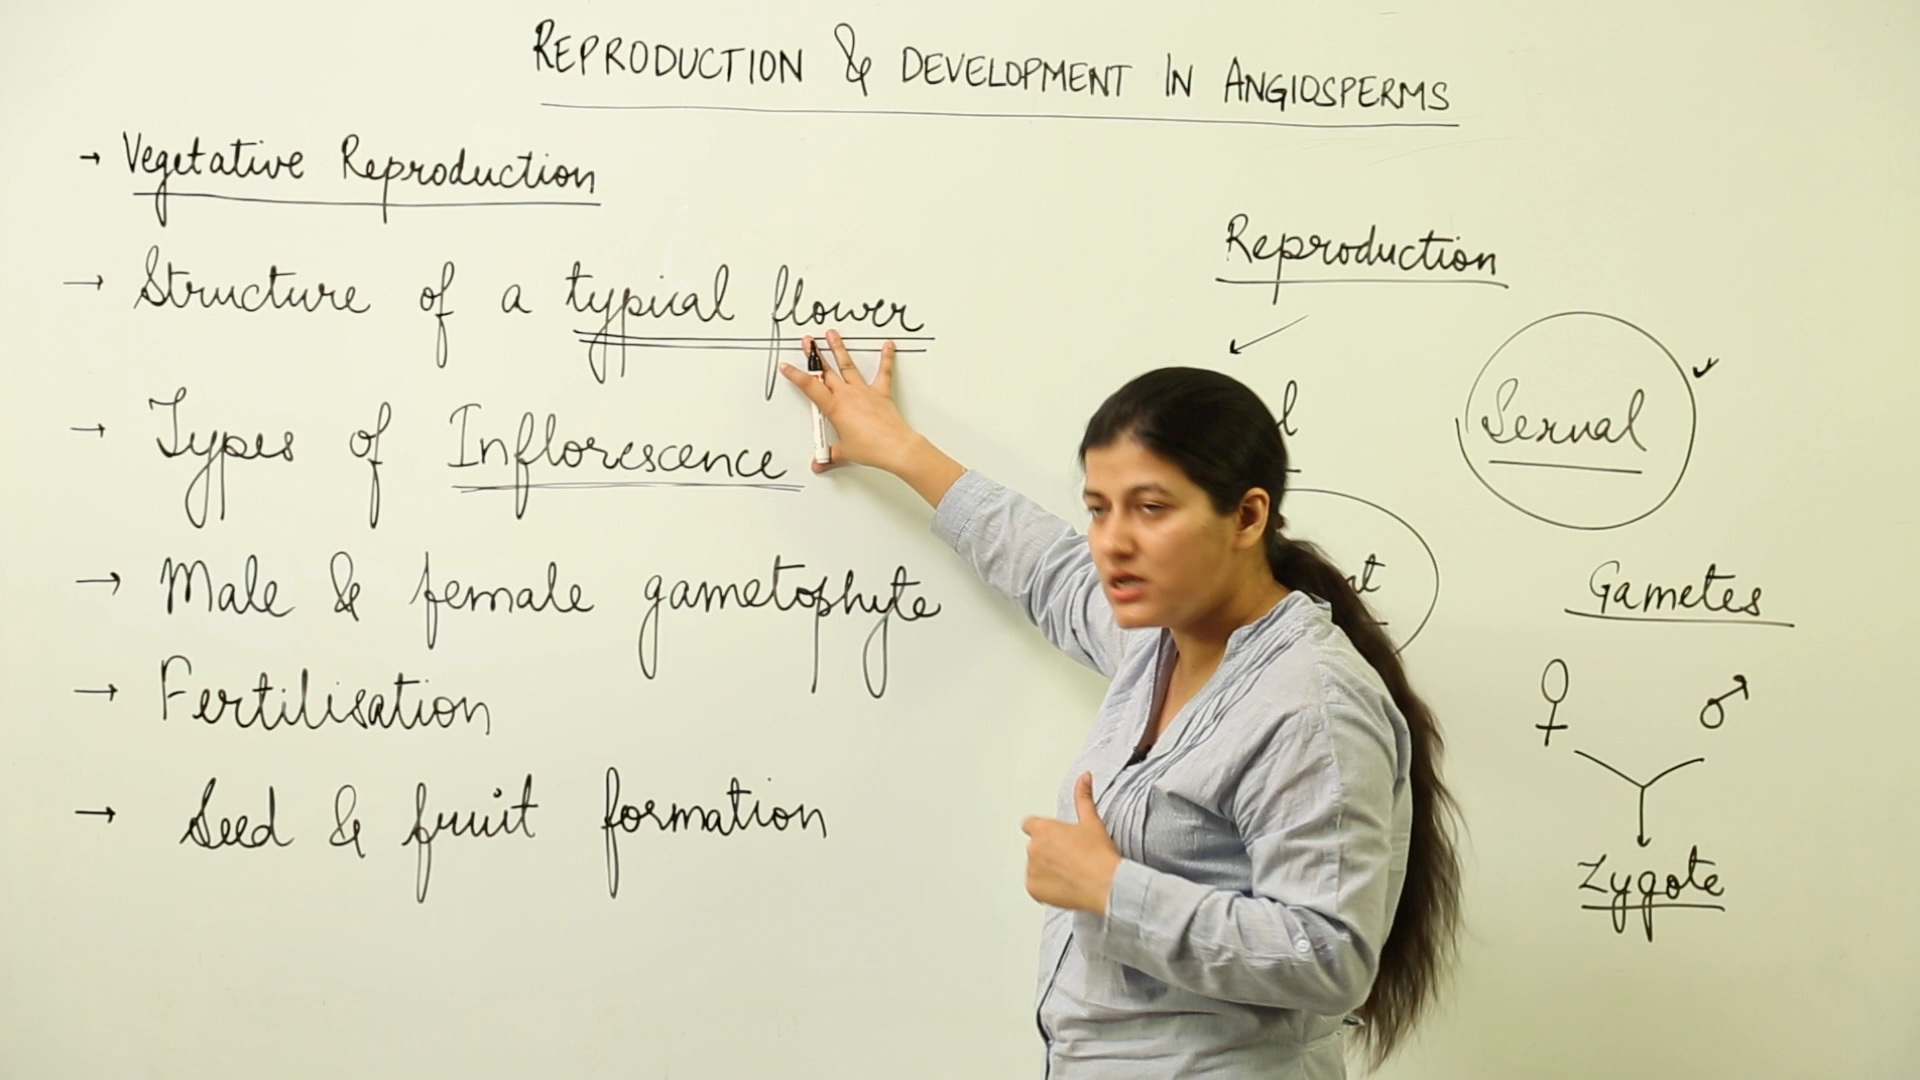 REPRODUCTION & DEVELOPMENT IN ANGIOSPERMS
→ Vegetative Reproduction
→ Structure of a typical flower
→ Types of Inflorescence
→ Male & female gametophyte
→ Fertilisation
→ Seed & fruit formation
Reproduction
Sexual
Gametes
♀ ♂
Zygote